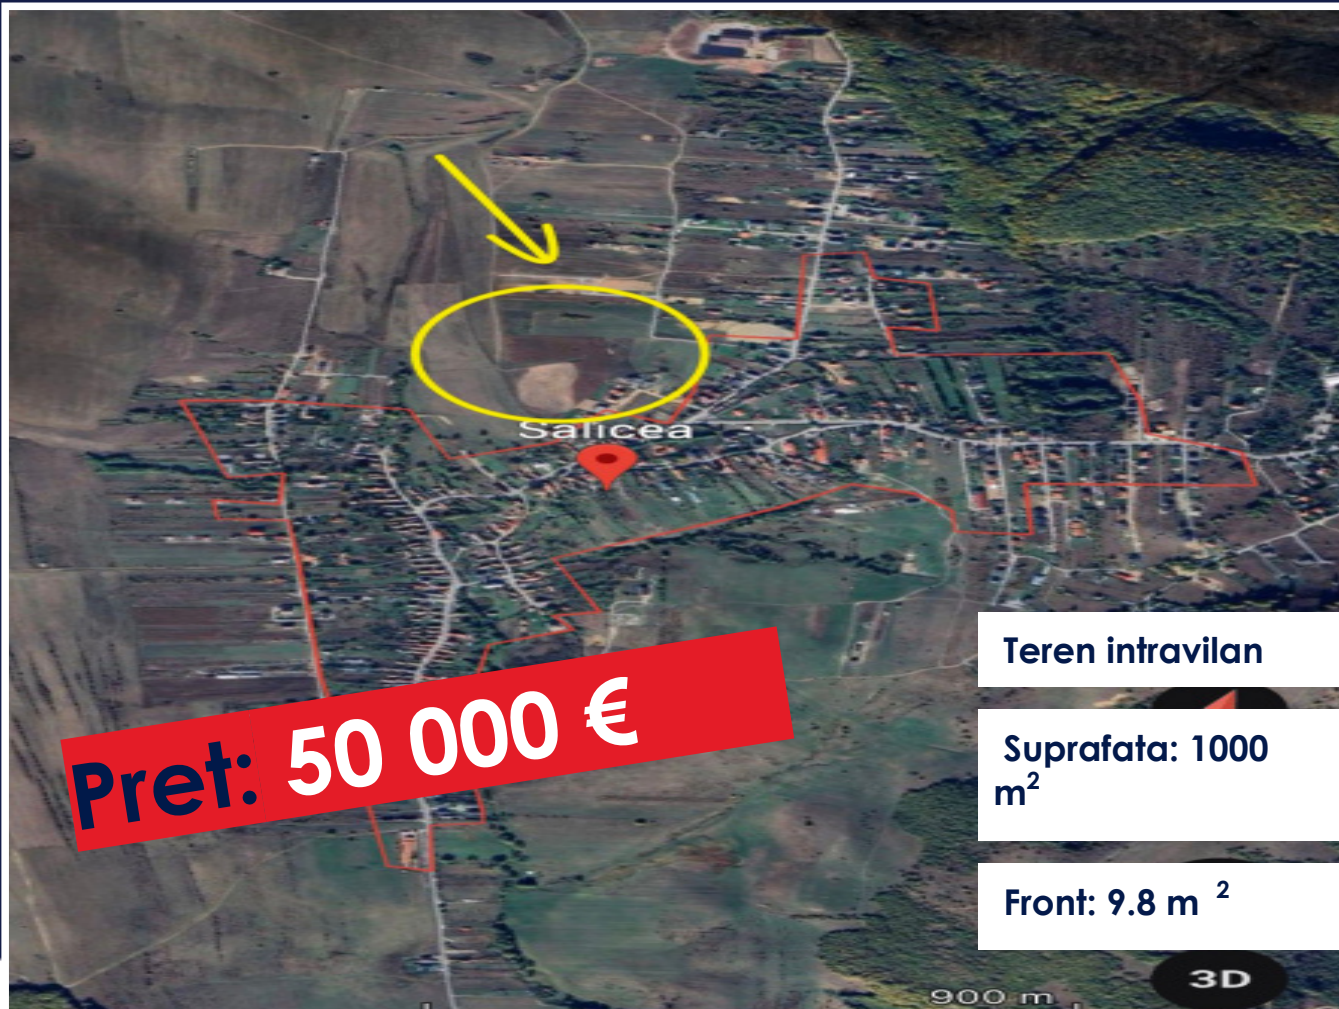 Salicea
Pret: 50 000 €
Teren intravilan
Suprafata: 1000
m²
Front: 9.8 m ²
3D
900 m